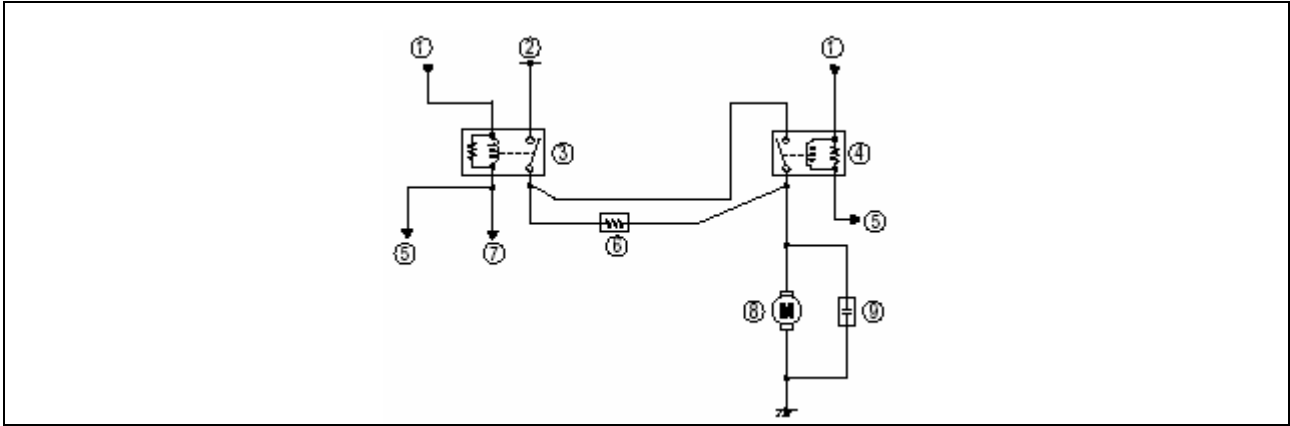 ① ② ①
③ ④
⑤ ⑦ ⑥ ⑤
⑧ M ⑨